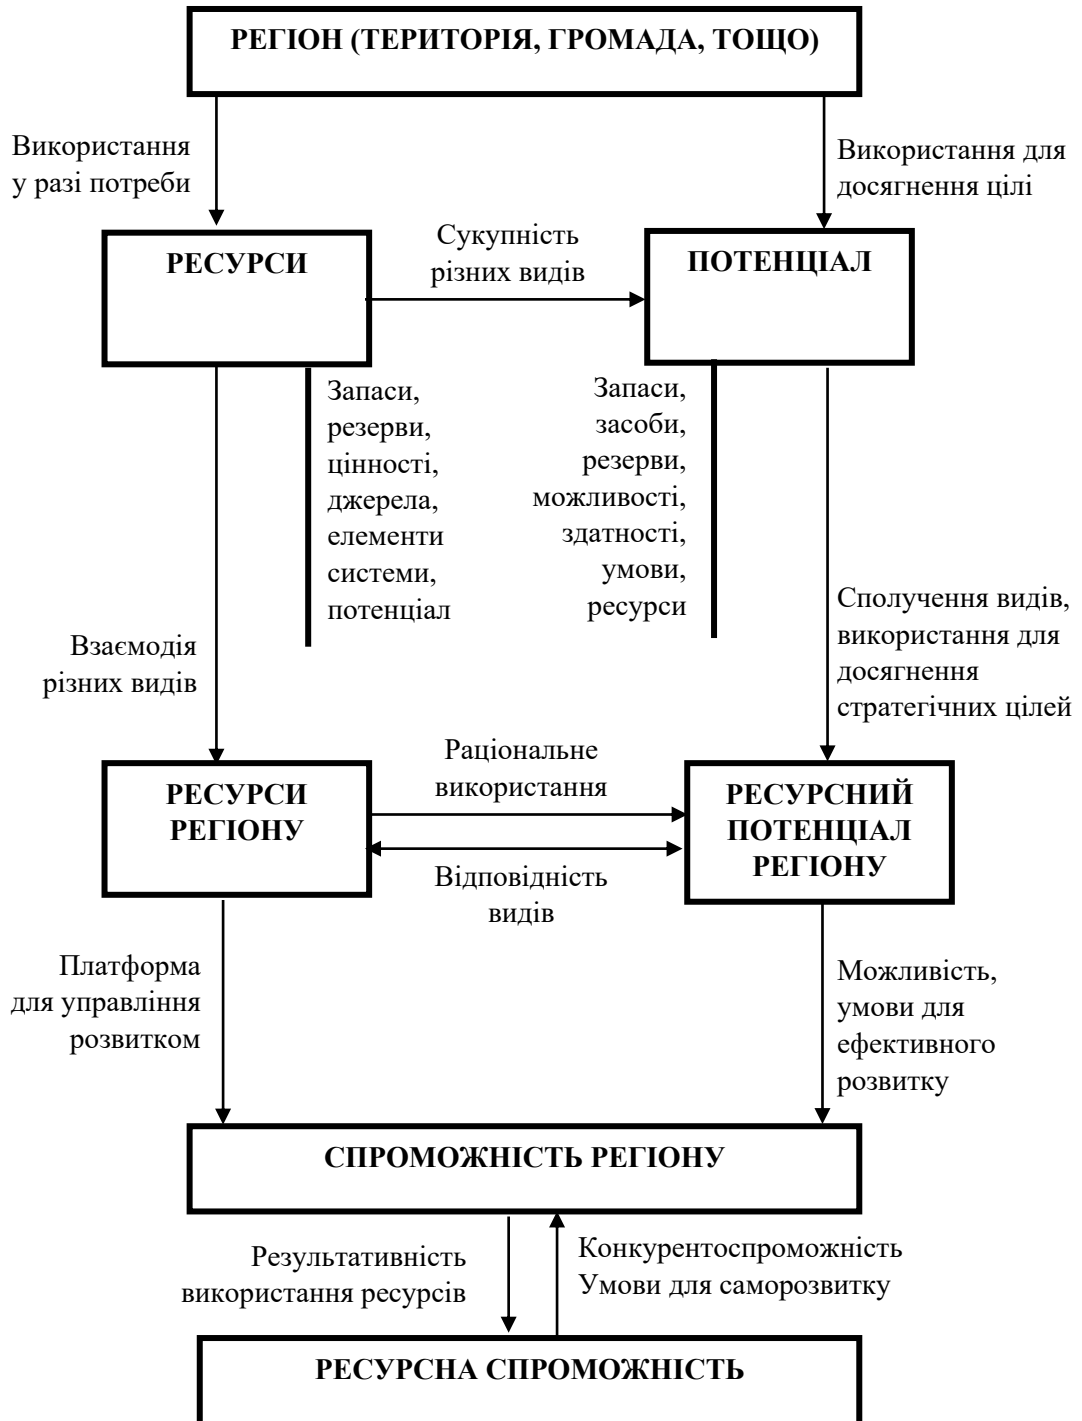 РЕГІОН (ТЕРИТОРІЯ, ГРОМАДА, ТОЩО)
Використання
у разі потреби
Використання для
досягнення цілі
РЕСУРСИ
Сукупність
різних видів
ПОТЕНЦІАЛ
Запаси,
резерви,
цінності,
джерела,
елементи
системи,
потенціал
Запаси,
засоби,
резерви,
можливості,
здатності,
умови,
ресурси
Взаємодія
різних видів
Сполучення видів,
використання для
досягнення
стратегічних цілей
РЕСУРСИ
РЕГІОНУ
Раціональне
використання
Відповідність
видів
РЕСУРСНИЙ
ПОТЕНЦІАЛ
РЕГІОНУ
Платформа
для управління
розвитком
Можливість,
умови для
ефективного
розвитку
СПРОМОЖНІСТЬ РЕГІОНУ
Результативність
використання ресурсів
Конкурентоспроможність
Умови для саморозвитку
РЕСУРСНА СПРОМОЖНІСТЬ